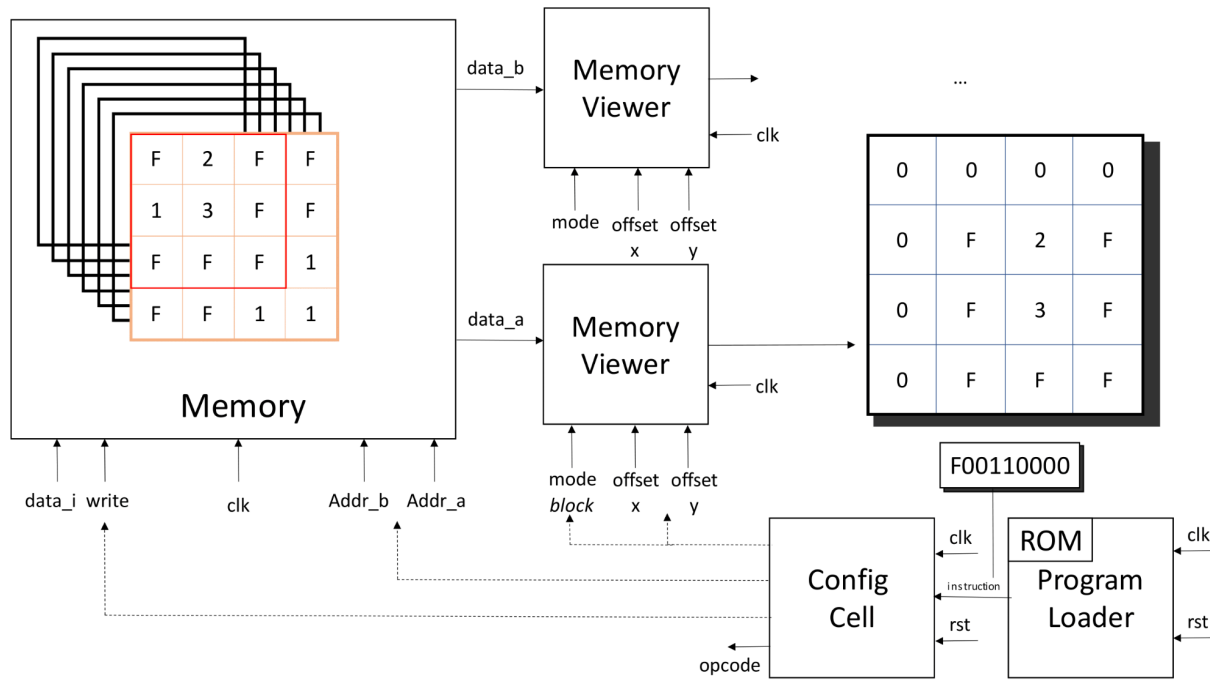 data_b
Memory
Viewer
...
clk
mode
offset
x
offset
y
F 2 F F
1 3 F F
F F F 1
F F 1 1
Memory
data_a
Memory
Viewer
clk
mode
block
offset
x
offset
y
0 0 0 0
0 F 2 F
0 F 3 F
0 F F F
data_i
write
clk
Addr_b
Addr_a
F00110000
Config
Cell
clk
instruction
rst
opcode
ROM
Program
Loader
clk
rst